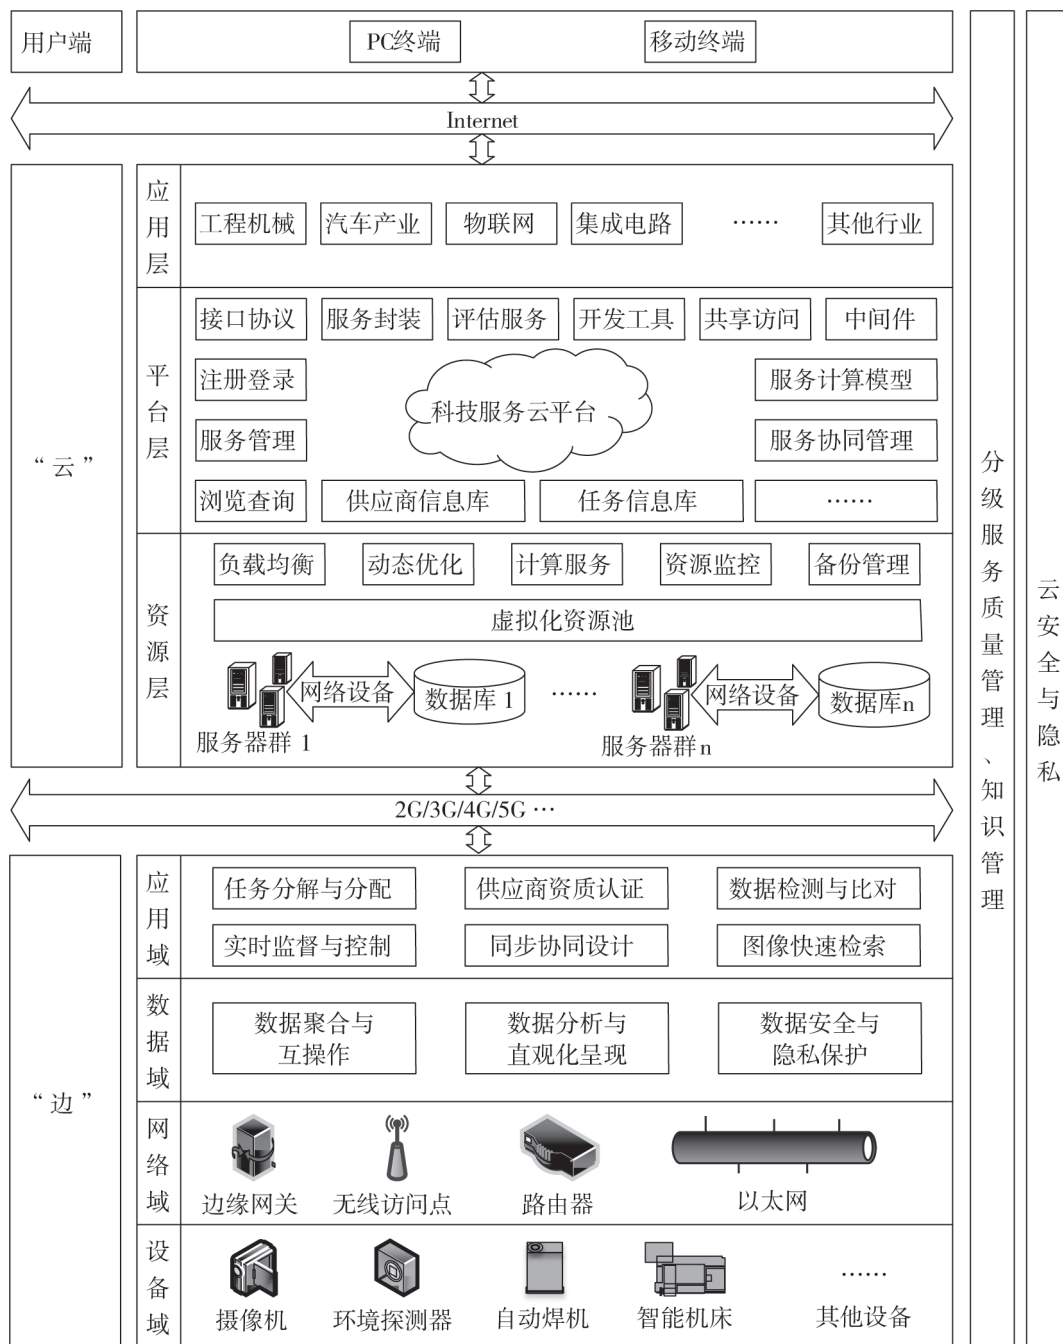 用户端
PC终端
移动终端
Internet
“云”
应用层
工程机械
汽车产业
物联网
集成电路
……
其他行业
平台层
接口协议
服务封装
评估服务
开发工具
共享访问
中间件
注册登录
科技服务云平台
服务计算模型
服务管理
服务协同管理
浏览查询
供应商信息库
任务信息库
……
资源层
负载均衡
动态优化
计算服务
资源监控
备份管理
虚拟化资源池
网络设备
数据库 1
……
网络设备
数据库n
服务器群 1
服务器群n
2G/3G/4G/5G …
“边”
应用域
任务分解与分配
供应商资质认证
数据检测与比对
实时监督与控制
同步协同设计
图像快速检索
数据域
数据聚合与
互操作
数据分析与
直观化呈现
数据安全与
隐私保护
网络域
边缘网关
无线访问点
路由器
以太网
设备域
摄像机
环境探测器
自动焊机
智能机床
……
其他设备
分级服务质量管理、知识管理
云安全与隐私